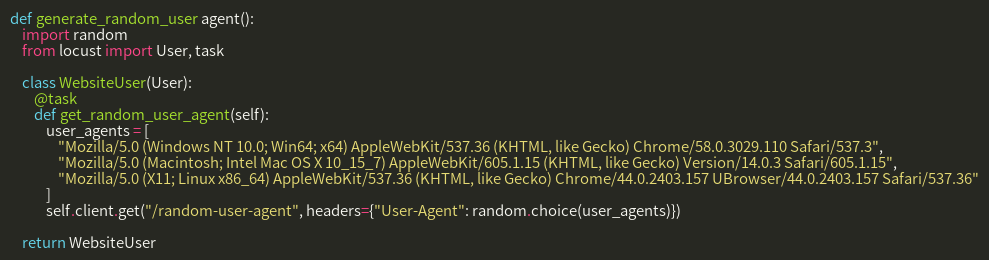 def generate_random_user agent():
import random
from locust import User, task
class WebsiteUser(User):
@task
def get_random_user_agent(self):
user_agents = [
"Mozilla/5.0 (Windows NT 10.0; Win64; x64) AppleWebKit/537.36 (KHTML, like Gecko) Chrome/58.0.3029.110 Safari/537.3",
"Mozilla/5.0 (Macintosh; Intel Mac OS X 10_15_7) AppleWebKit/605.1.15 (KHTML, like Gecko) Version/14.0.3 Safari/605.1.15",
"Mozilla/5.0 (X11; Linux x86_64) AppleWebKit/537.36 (KHTML, like Gecko) Chrome/44.0.2403.157 UBrowser/44.0.2403.157 Safari/537.36"
]
self.client.get("/random-user-agent", headers={"User-Agent": random.choice(user_agents)})
return WebsiteUser